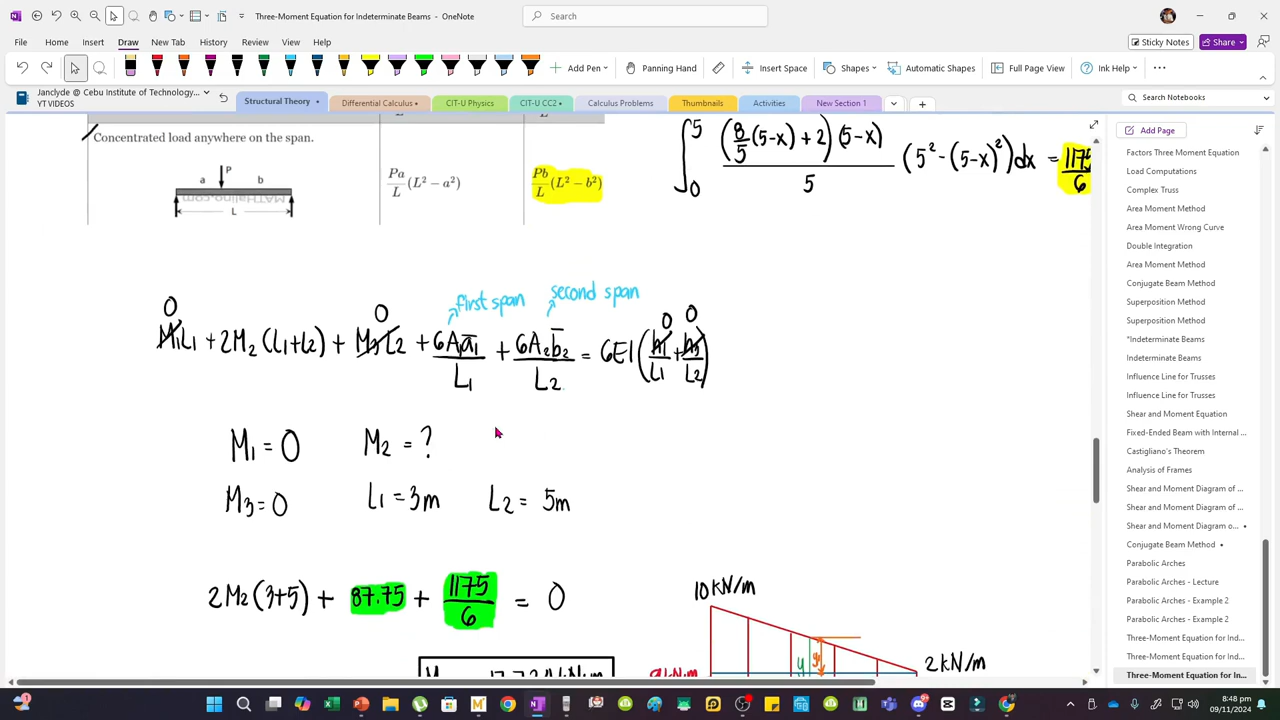 Three-Moment Equation for Indeterminate Beams - OneNote
Search
File Home Insert Draw New Tab History Review View Help
Sticky Notes
Share
Add Pen
Panning Hand
Insert Space
Shapes
Automatic Shapes
Full Page View
Ink Help
Janclyde @ Cebu Institute of Technology...
YT VIDEOS
Structural Theory
Differential Calculus
CIT-U Physics
CIT-U CC2
Calculus Problems
Thumbnails
Activities
New Section 1
Search Notebooks
Add Page
Factors Three Moment Equation
Load Computations
Complex Truss
Area Moment Method
Area Moment Wrong Curve
Double Integration
Area Moment Method
Conjugate Beam Method
Superposition Method
Superposition Method
*Indeterminate Beams
Indeterminate Beams
Influence Line for Trusses
Influence Line for Trusses
Shear and Moment Equation
Fixed-Ended Beam with Internal ...
Castigliano's Theorem
Analysis of Frames
Shear and Moment Diagram of ...
Shear and Moment Diagram of ...
Shear and Moment Diagram o...
Conjugate Beam Method
Parabolic Arches
Parabolic Arches - Lecture
Parabolic Arches - Example 2
Parabolic Arches - Example 2
Three-Moment Equation for Ind...
Three-Moment Equation for Ind...
Three-Moment Equation for In...
Concentrated load anywhere on the span.
a P b
L
MATHalino.com
Pa/L (L² − a²)
Pb/L (L² − b²)
∫₀⁵ (8/5(5-x)+2)(5-x)/5 (5²-(5-x)²)dx = 1175/6
first span
second span
0 0 0 0
M₁L₁ + 2M₂(L₁+L₂) + M₃L₂ + 6A₁ā₁/L₁ + 6A₂b̄₂/L₂ = 6EI(h₁/L₁ + h₃/L₂)
M₁ = 0 M₂ = ?
M₃ = 0 L₁ = 3m L₂ = 5m
2M₂(3+5) + 87.75 + 1175/6 = 0
10 kN/m
y
2 kN/m
8:48 pm
09/11/2024